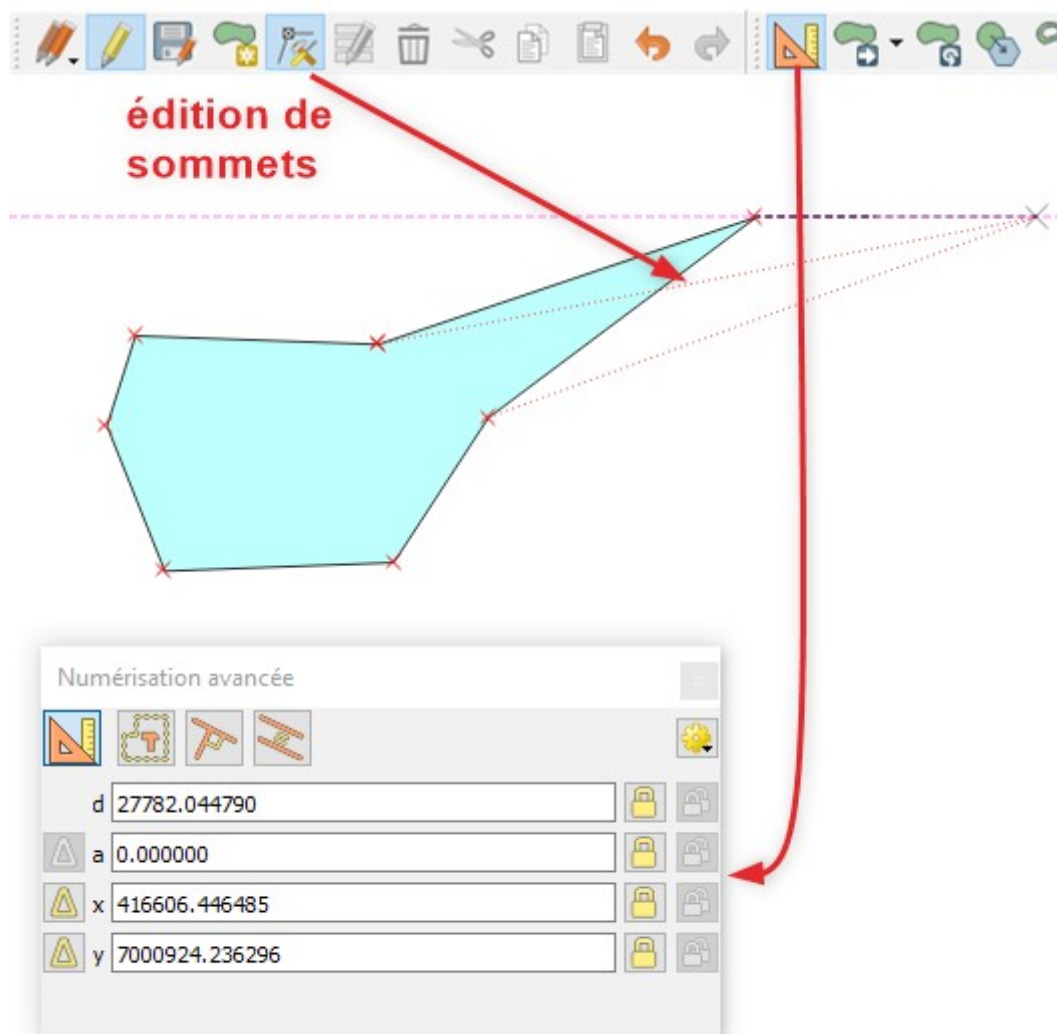 édition de
sommets
Numérisation avancée
d 27782.044790
a 0.000000
x 416606.446485
y 7000924.236296